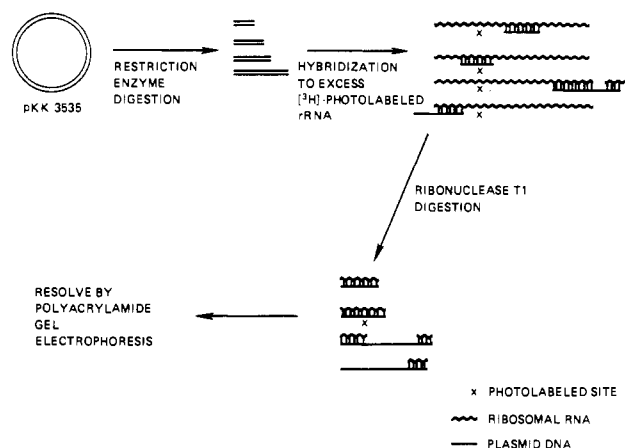 pKK 3535
RESTRICTION
ENZYME
DIGESTION
HYBRIDIZATION
TO EXCESS
[³H]-PHOTOLABELED
rRNA
x
x
x
x
RIBONUCLEASE T1
DIGESTION
x
RESOLVE BY
POLYACRYLAMIDE
GEL
ELECTROPHORESIS
x PHOTOLABELED SITE
RIBOSOMAL RNA
PLASMID DNA